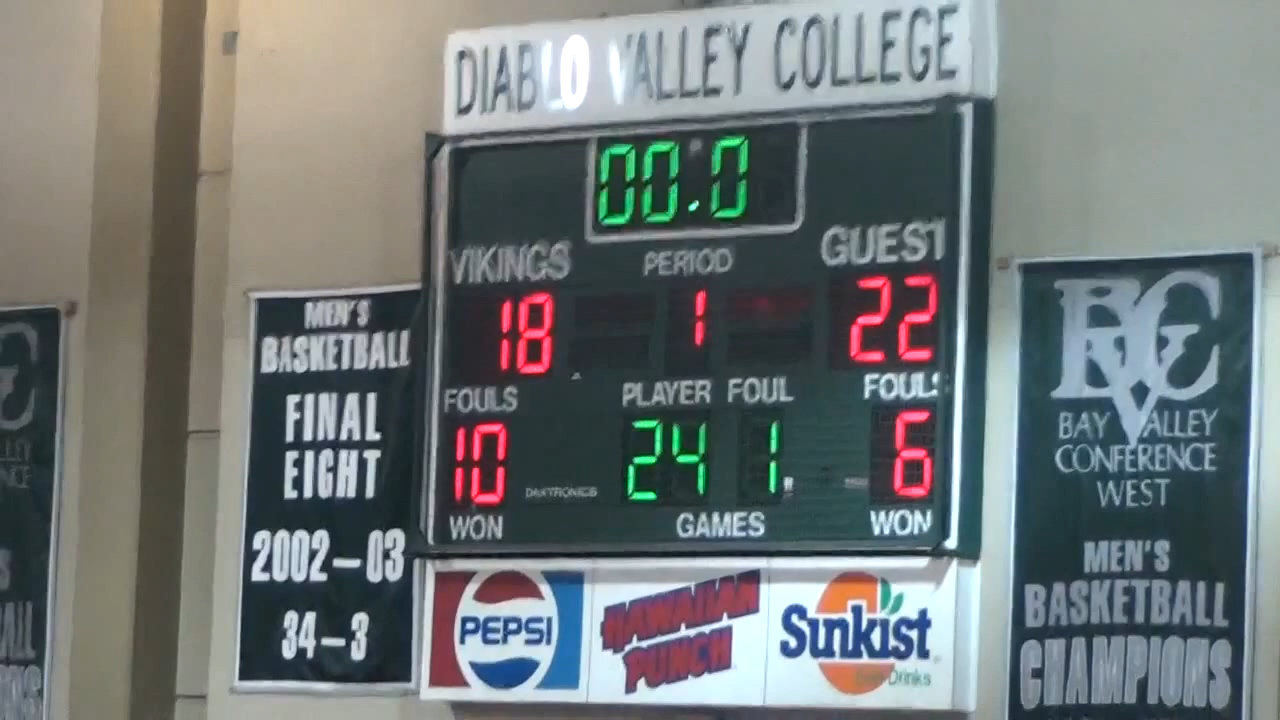 DIABLO VALLEY COLLEGE
00.0
VIKINGS PERIOD GUEST
18 1 22
FOULS PLAYER FOUL FOULS
10 24 1 6
DAKTRONICS
WON GAMES WON
PEPSI
HAWAIIAN
PUNCH
Sunkist
Soft Drinks
MEN'S
BASKETBALL
FINAL
EIGHT
2002-03
34-3
BVC
BAY VALLEY
CONFERENCE
WEST
MEN'S
BASKETBALL
CHAMPIONS